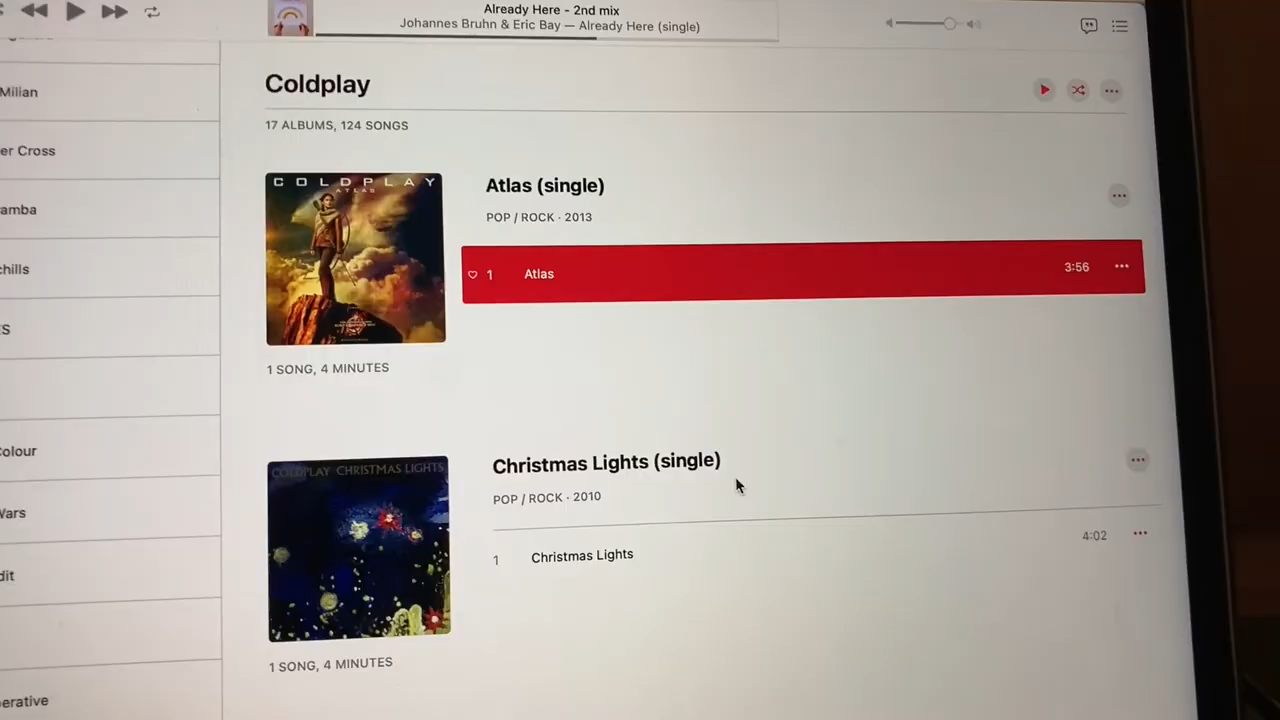 Already Here - 2nd mix
Johannes Bruhn & Eric Bay — Already Here (single)
Milian
er Cross
amba
chills
S
Colour
Wars
dit
erative
Coldplay
17 ALBUMS, 124 SONGS
COLDPLAY
ATLAS
Atlas (single)
POP / ROCK · 2013
1 Atlas 3:56
1 SONG, 4 MINUTES
COLDPLAY CHRISTMAS LIGHTS
Christmas Lights (single)
POP / ROCK · 2010
1 Christmas Lights 4:02
1 SONG, 4 MINUTES